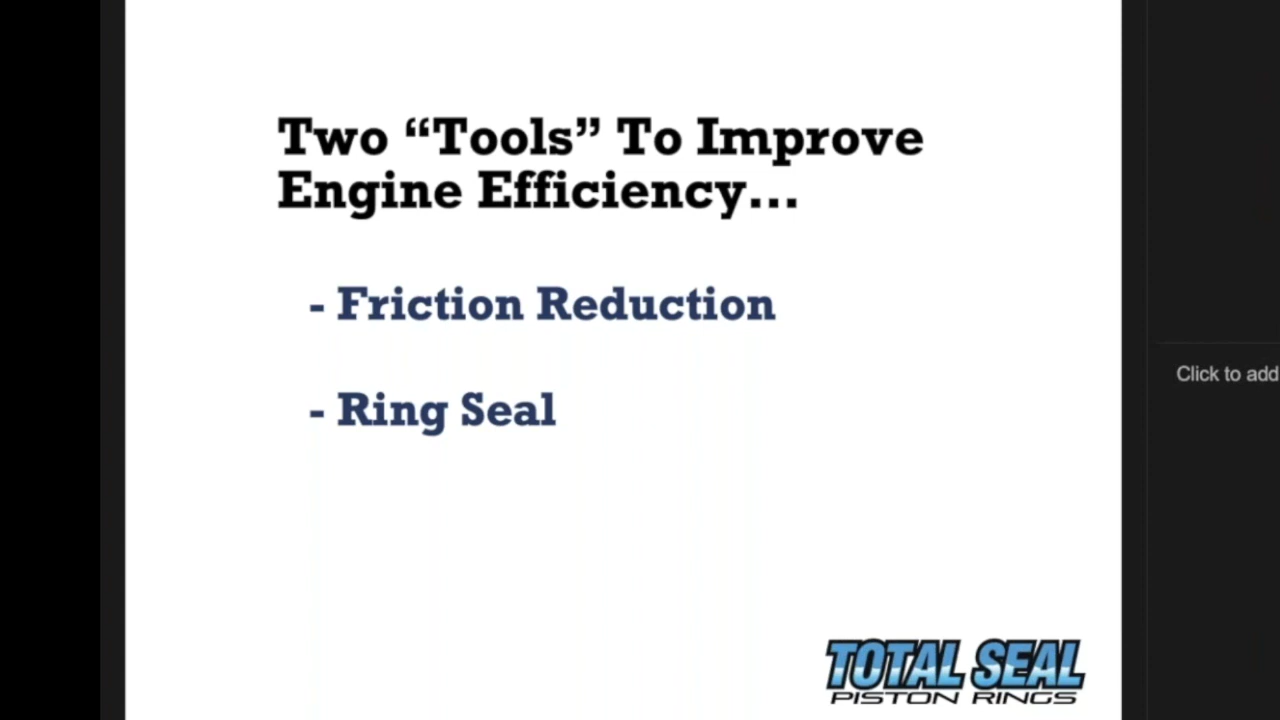 Two “Tools” To Improve
Engine Efficiency...
- Friction Reduction
- Ring Seal
Click to add
TOTAL SEAL
PISTON RINGS